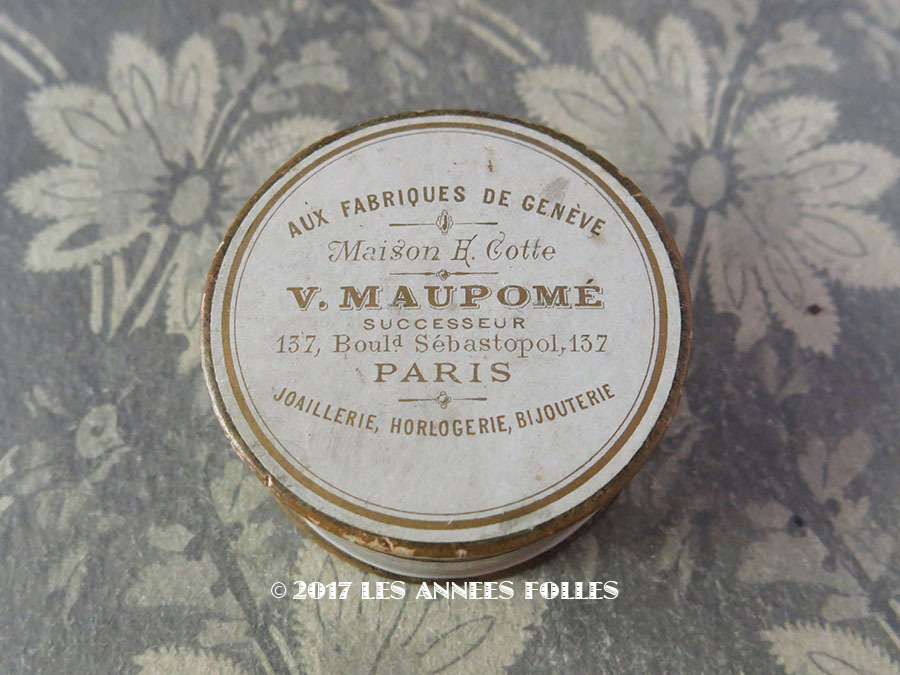 AUX FABRIQUES DE GENÈVE
Maison H. Cotte
V. MAUPOMÉ
SUCCESSEUR
137, Boulᵈ Sébastopol, 137
PARIS
JOAILLERIE, HORLOGERIE, BIJOUTERIE
© 2017 LES ANNEES FOLLES